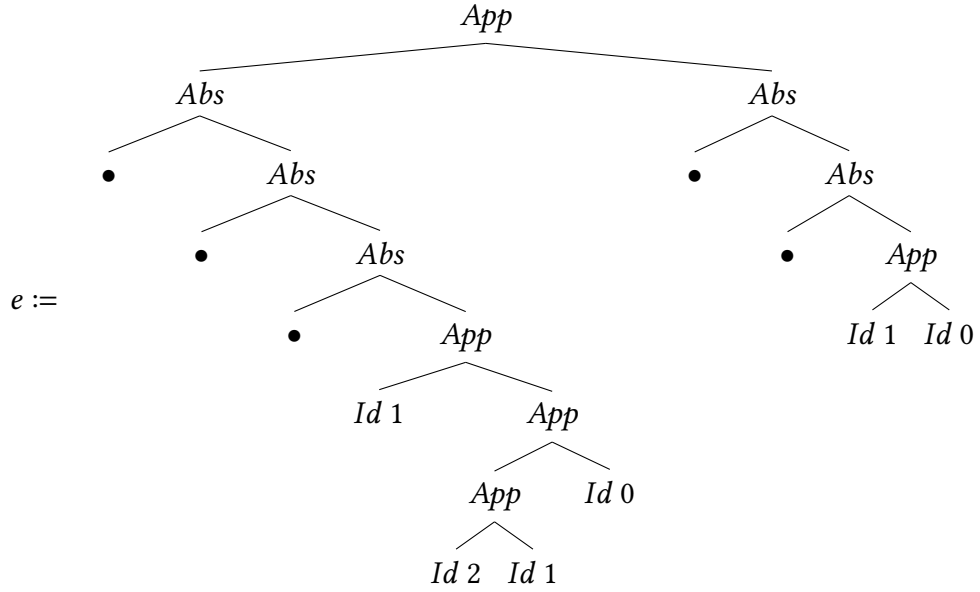 App
Abs Abs
• Abs • Abs
• Abs • App
e :=
• App Id 1 Id 0
Id 1 App
App Id 0
Id 2 Id 1